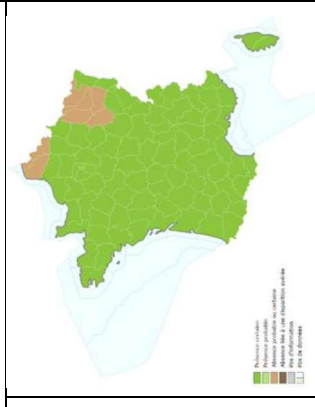 Présence certaine
Présence probable
Absence probable ou certaine
Absence liée à une disparition avérée
Pas d'information
Pas de données